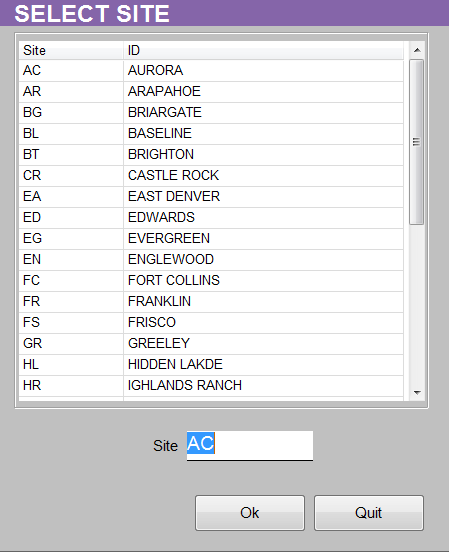 SELECT SITE
Site ID
AC AURORA
AR ARAPAHOE
BG BRIARGATE
BL BASELINE
BT BRIGHTON
CR CASTLE ROCK
EA EAST DENVER
ED EDWARDS
EG EVERGREEN
EN ENGLEWOOD
FC FORT COLLINS
FR FRANKLIN
FS FRISCO
GR GREELEY
HL HIDDEN LAKDE
HR IGHLANDS RANCH
Site AC
Ok Quit